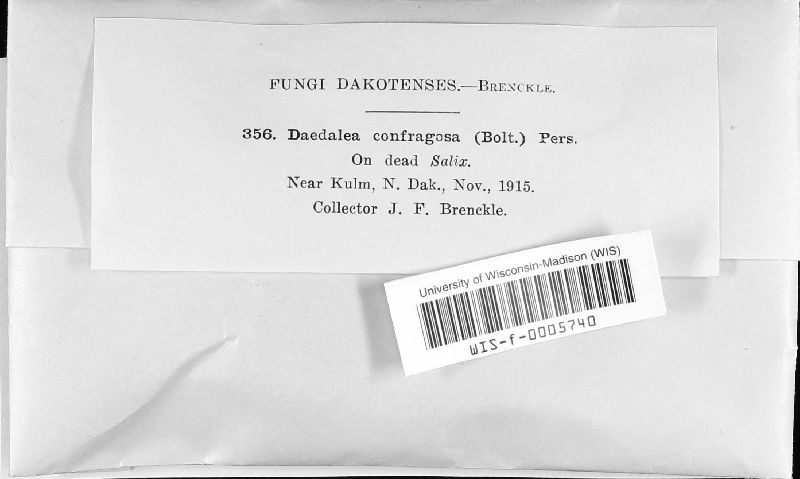 FUNGI DAKOTENSES.—BRENCKLE.
356. Daedalea confragosa (Bolt.) Pers.
On dead Salix.
Near Kulm, N. Dak., Nov., 1915.
Collector J. F. Brenckle.
University of Wisconsin-Madison (WIS)
WIS-f-0005740